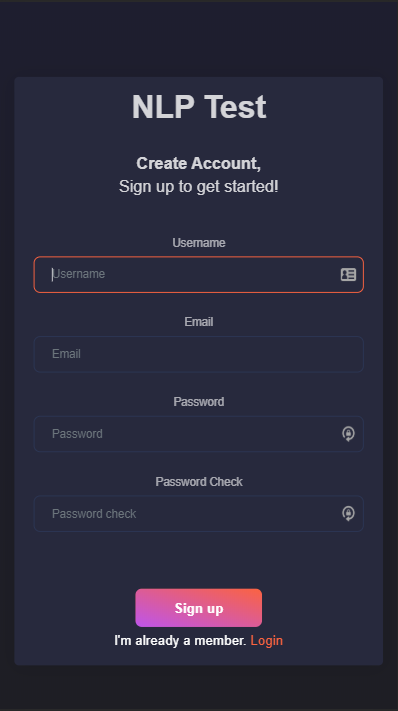 NLP Test
Create Account,
Sign up to get started!
Username
Username
Email
Email
Password
Password
Password Check
Password check
Sign up
I'm already a member. Login